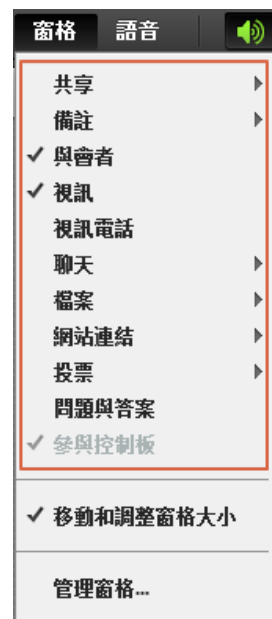 窗格 語音
共享
備註
與會者
視訊
視訊電話
聊天
檔案
網站連結
投票
問題與答案
參與控制板
移動和調整窗格大小
管理窗格...